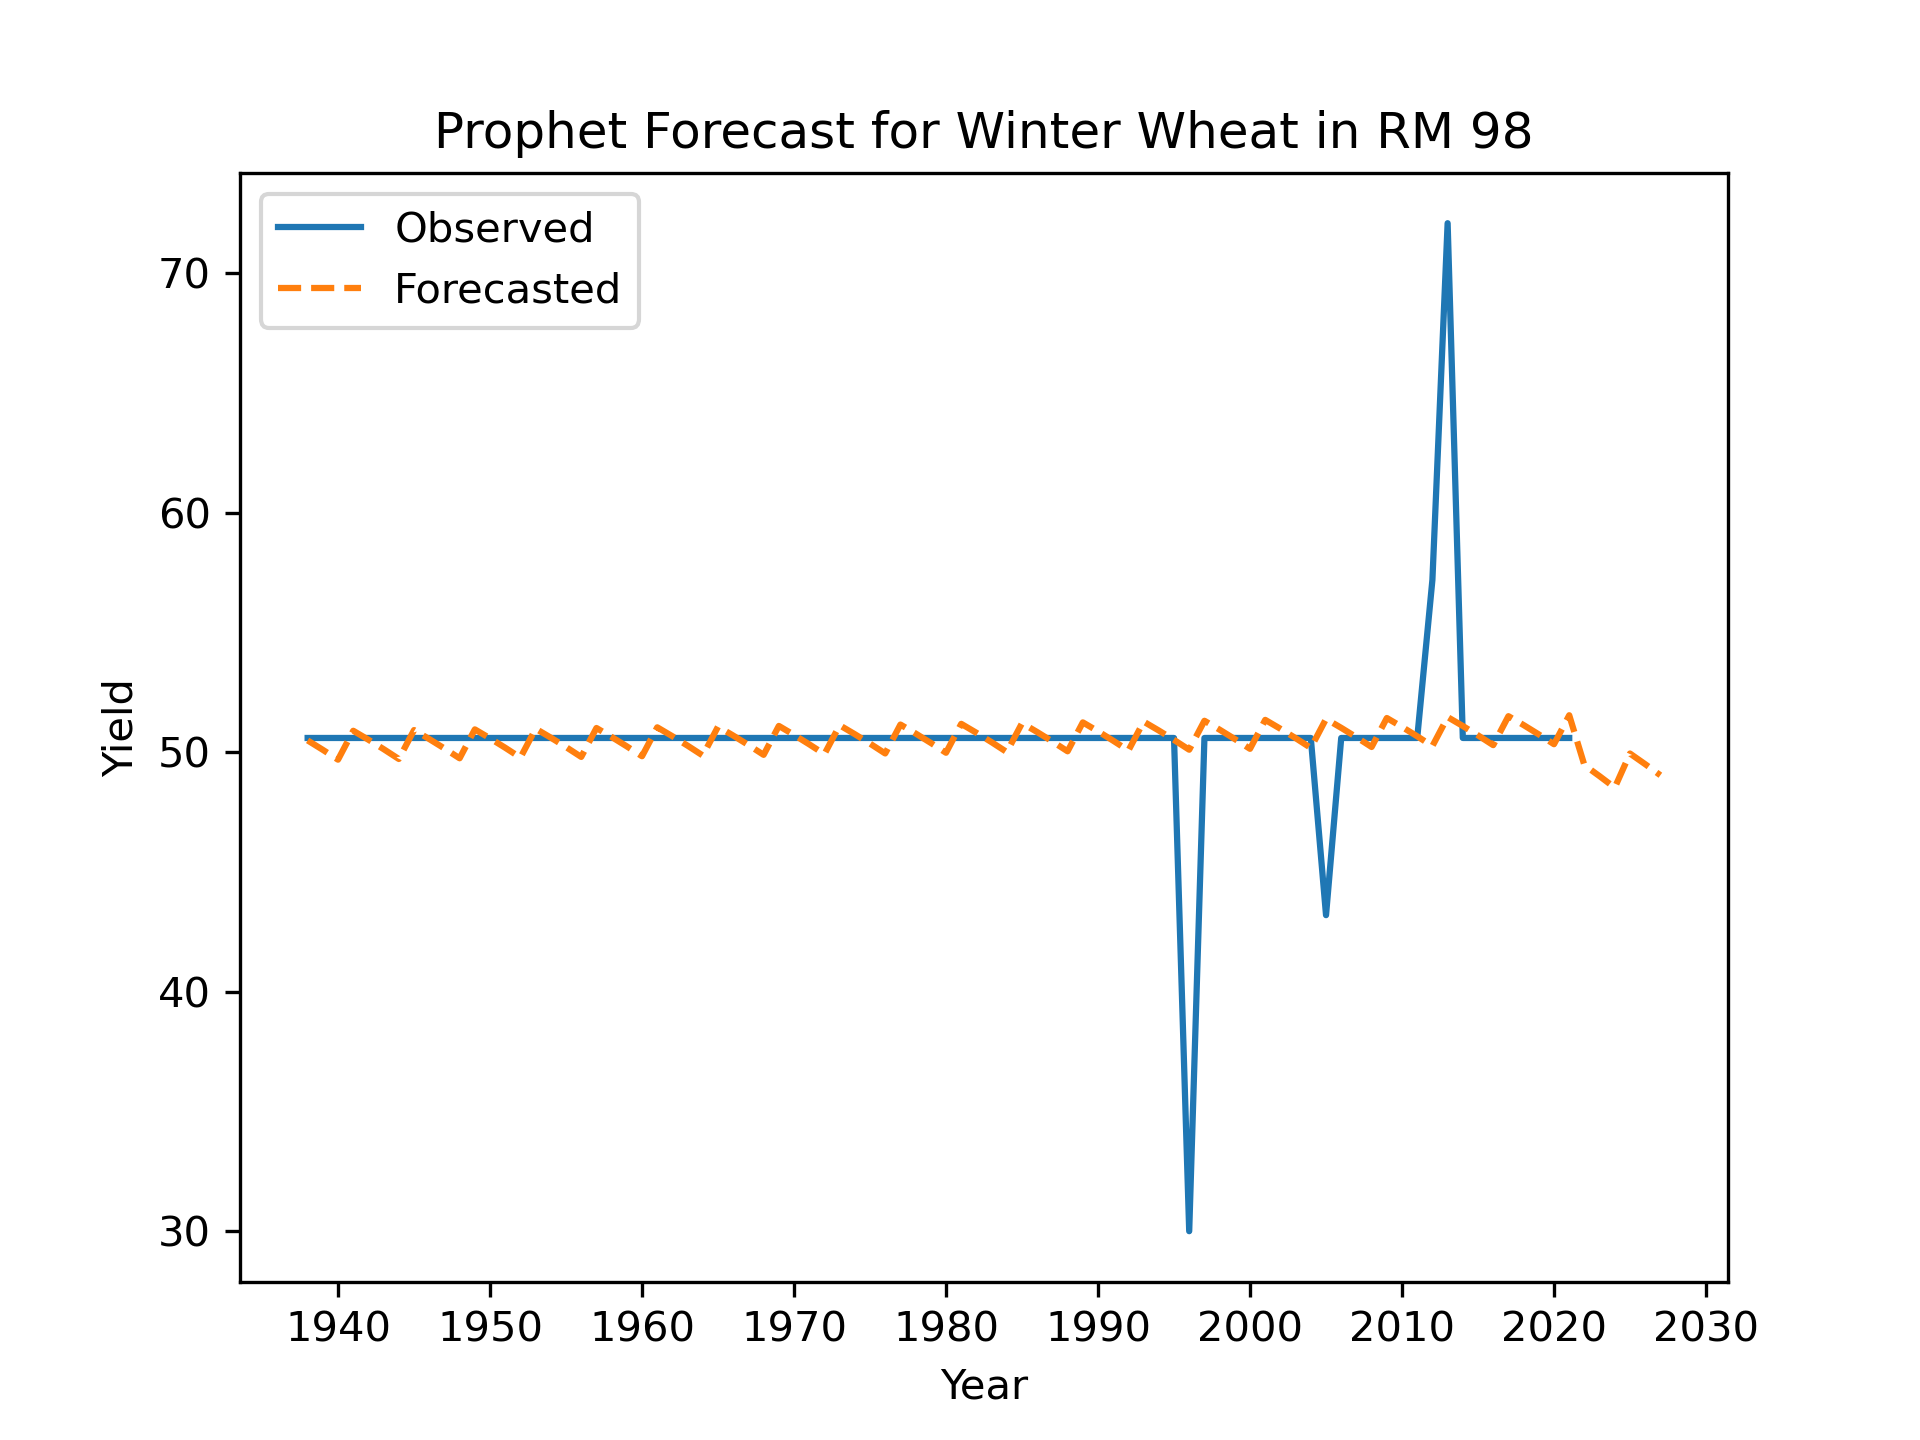 Prophet Forecast for Winter Wheat in RM 98
Observed
Forecasted
70
60
50
40
30
Yield
1940 1950 1960 1970 1980 1990 2000 2010 2020 2030
Year